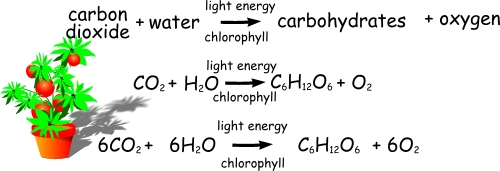 carbon dioxide + water light energy → chlorophyll carbohydrates + oxygen
CO₂ + H₂O light energy → chlorophyll C₆H₁₂O₆ + O₂
6CO₂ + 6H₂O light energy → chlorophyll C₆H₁₂O₆ + 6O₂